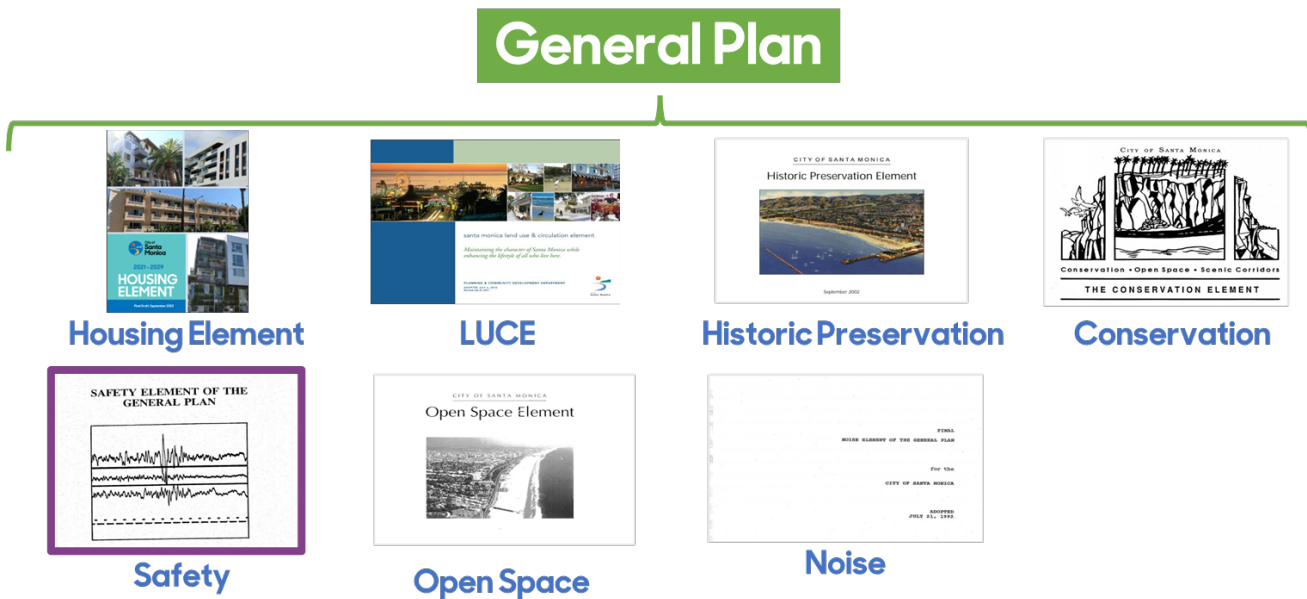 General Plan
City of
Santa
Monica
2021-2029
HOUSING
ELEMENT
santa monica land use & circulation element
Maintaining the character of Santa Monica while
enhancing the lifestyle of all who live here.
PLANNING & COMMUNITY DEVELOPMENT DEPARTMENT
CITY OF SANTA MONICA
Historic Preservation Element
September 2002
CITY OF SANTA MONICA
Conservation • Open Space • Scenic Corridors
THE CONSERVATION ELEMENT
Housing Element
LUCE
Historic Preservation
Conservation
SAFETY ELEMENT OF THE
GENERAL PLAN
CITY OF SANTA MONICA
Open Space Element
FINAL
NOISE ELEMENT OF THE GENERAL PLAN
for the
CITY OF SANTA MONICA
ADOPTED
JULY 21, 1992
Safety
Open Space
Noise